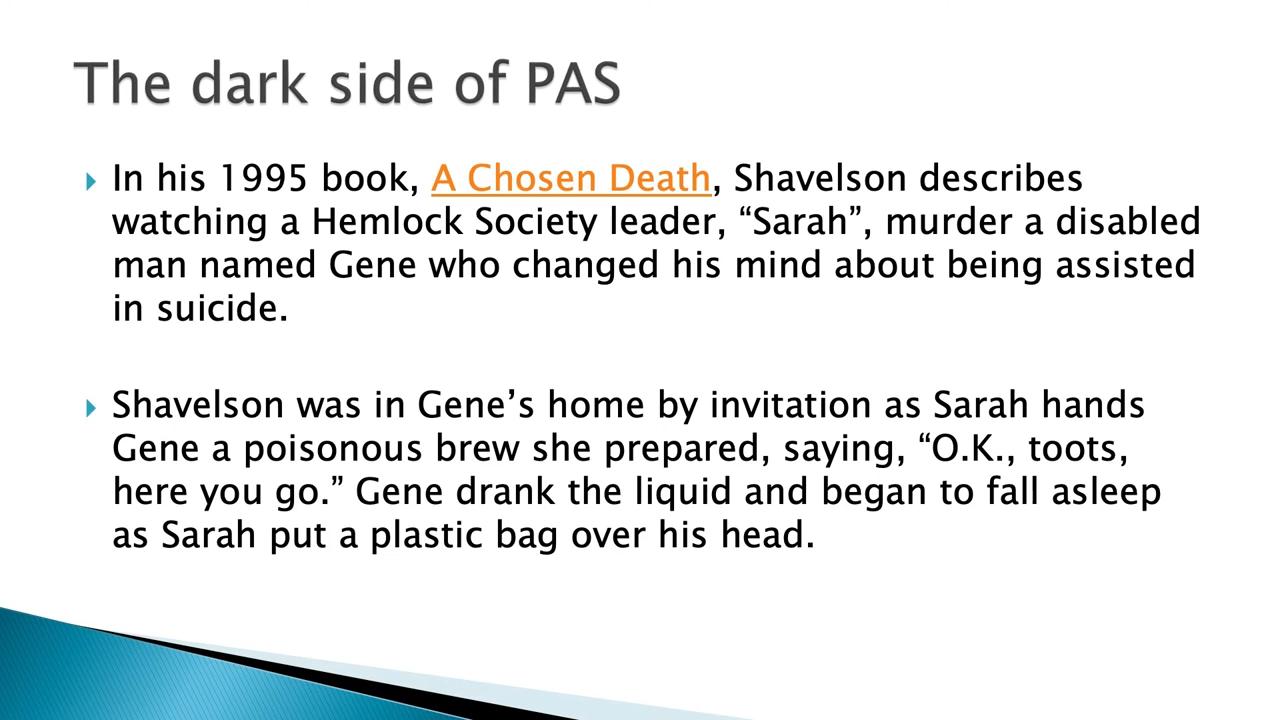 The dark side of PAS
In his 1995 book, A Chosen Death, Shavelson describes
watching a Hemlock Society leader, “Sarah”, murder a disabled
man named Gene who changed his mind about being assisted
in suicide.
Shavelson was in Gene’s home by invitation as Sarah hands
Gene a poisonous brew she prepared, saying, “O.K., toots,
here you go.” Gene drank the liquid and began to fall asleep
as Sarah put a plastic bag over his head.